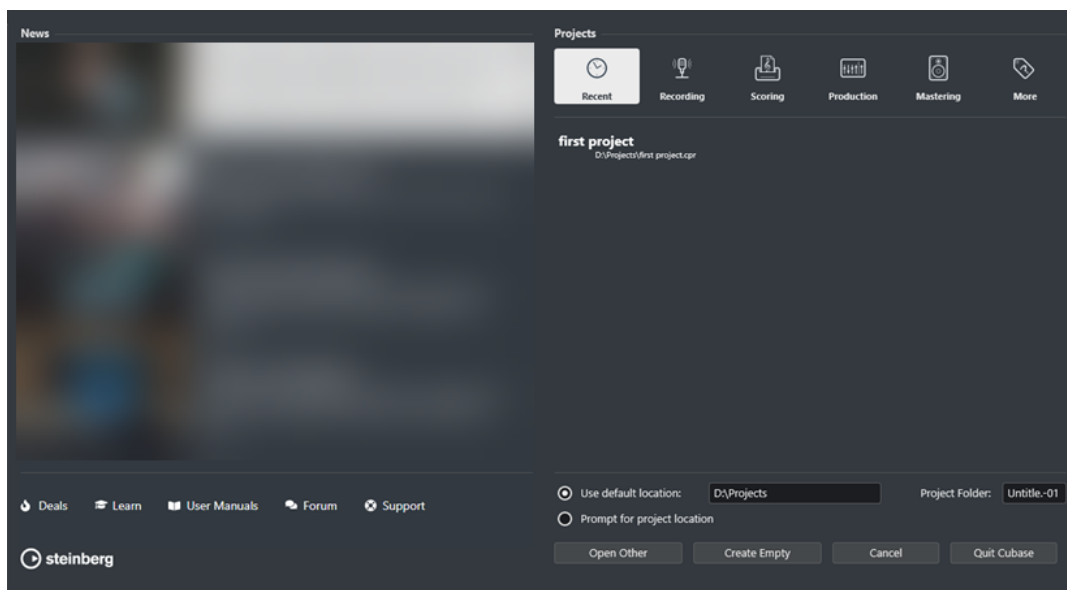 News
Projects
Recent
Recording
Scoring
Production
Mastering
More
first project
D:\Projects\first project.cpr
Use default location:
D:\Projects
Project Folder:
Untitle.-01
Prompt for project location
Deals
Learn
User Manuals
Forum
Support
Open Other
Create Empty
Cancel
Quit Cubase
steinberg